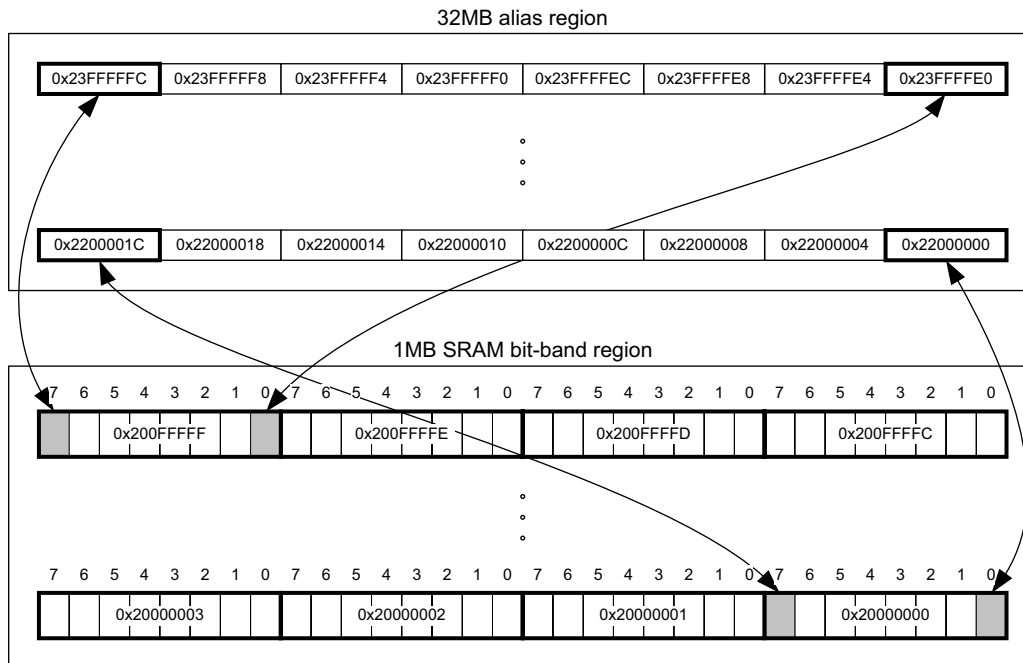 32MB alias region
0x23FFFFFC 0x23FFFFF8 0x23FFFFF4 0x23FFFFF0 0x23FFFFEC 0x23FFFFE8 0x23FFFFE4 0x23FFFFE0
0x2200001C 0x22000018 0x22000014 0x22000010 0x2200000C 0x22000008 0x22000004 0x22000000
1MB SRAM bit-band region
7 6 5 4 3 2 1 0 7 6 5 4 3 2 1 0 7 6 5 4 3 2 1 0 7 6 5 4 3 2 1 0
0x200FFFFF 0x200FFFFE 0x200FFFFD 0x200FFFFC
7 6 5 4 3 2 1 0 7 6 5 4 3 2 1 0 7 6 5 4 3 2 1 0 7 6 5 4 3 2 1 0
0x20000003 0x20000002 0x20000001 0x20000000